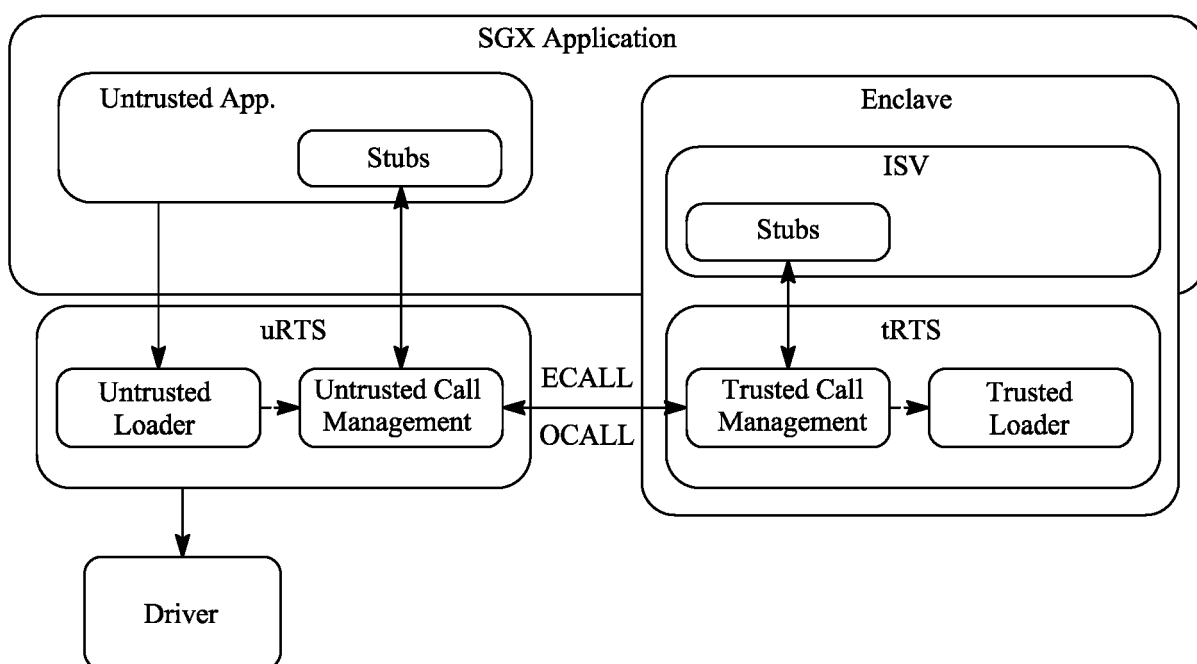 SGX Application
Untrusted App.
Stubs
Enclave
ISV
Stubs
uRTS
Untrusted
Loader
Untrusted Call
Management
ECALL
OCALL
tRTS
Trusted Call
Management
Trusted
Loader
Driver